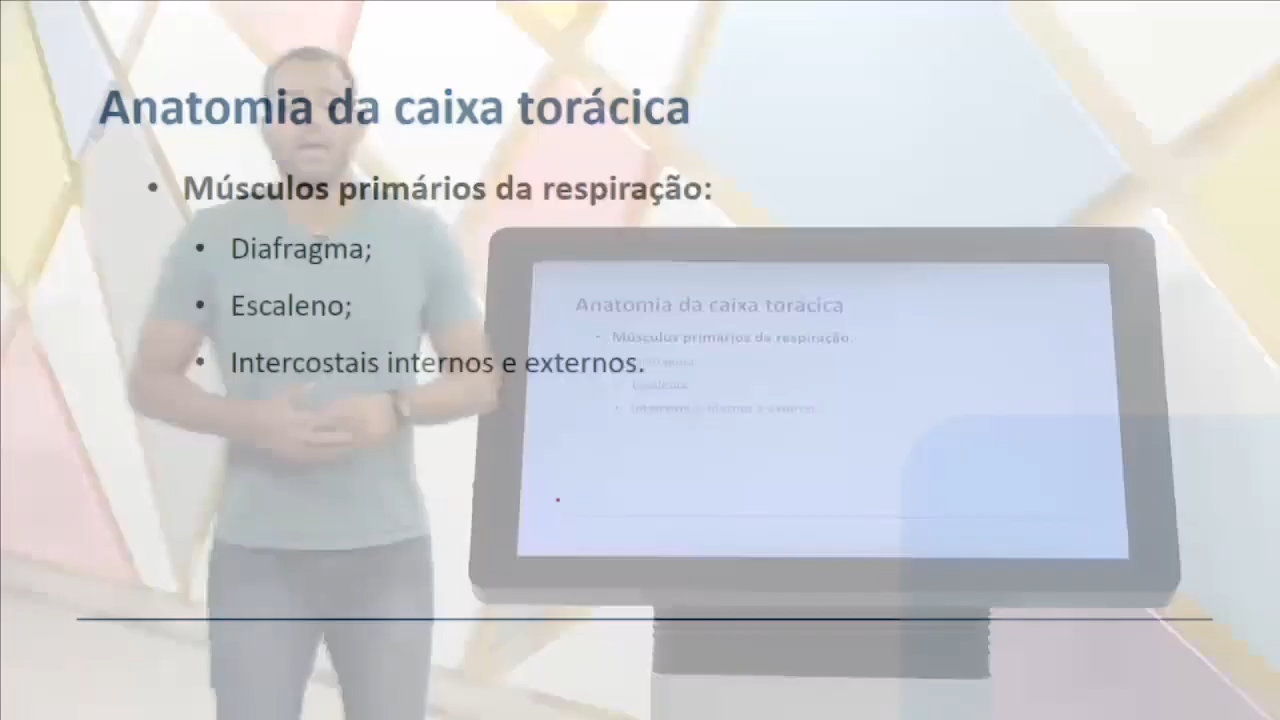 Anatomia da caixa torácica
• Músculos primários da respiração:
• Diafragma;
• Escaleno;
• Intercostais internos e externos.
Anatomia da caixa torácica
• Músculos primários da respiração